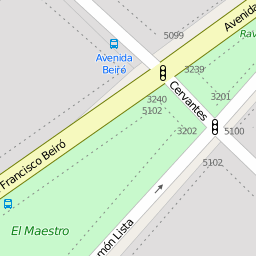 5099
Avenida
Rav
Avenida
Beiró
3239
Cervantes
3240
5102
3201
3202
5100
5102
Francisco Beiró
El Maestro
món Lista